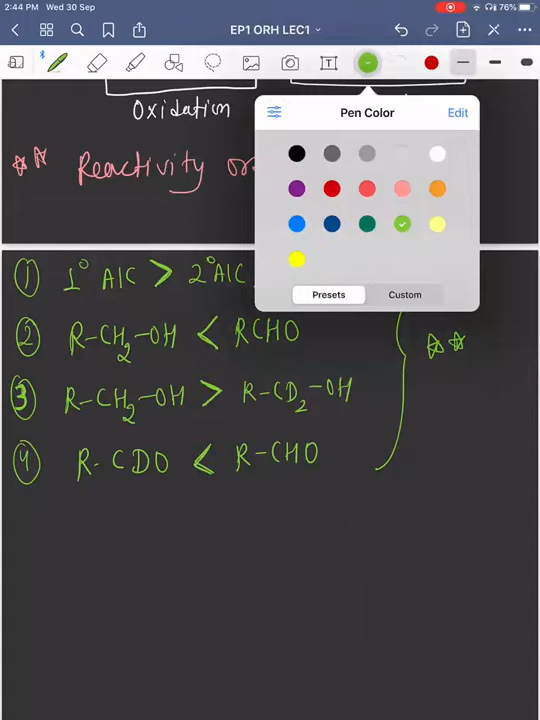 2:44 PM Wed 30 Sep 76%
EP1 ORH LEC1
T
Oxidation
Pen Color Edit
** Reactivity
① 1° Alc > 2° Alc
② R-CH2-OH < RCHO
③ R-CH2-OH > R-CD2-OH
④ R-CDO < R-CHO
**
Presets Custom